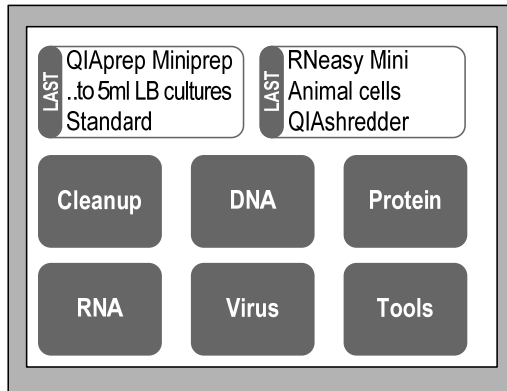 LAST
QIAprep Miniprep
..to 5ml LB cultures
Standard
LAST
RNeasy Mini
Animal cells
QIAshredder
Cleanup
DNA
Protein
RNA
Virus
Tools